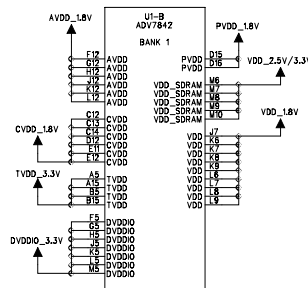 U1-B
ADV7842
BANK 1
AVDD_1.8V
F12 AVDD
G12 AVDD
H12 AVDD
J12 AVDD
K12 AVDD
L12 AVDD
CVDD_1.8V
C12 CVDD
C13 CVDD
C14 CVDD
D12 CVDD
E11 CVDD
E12 CVDD
TVDD_3.3V
A5 TVDD
A15 TVDD
B5 TVDD
B15 TVDD
DVDDIO_3.3V
F5 DVDDIO
G5 DVDDIO
H5 DVDDIO
J5 DVDDIO
K5 DVDDIO
L5 DVDDIO
M5 DVDDIO
PVDD_1.8V
PVDD D15
PVDD D16
VDD_2.5V/3.3V
VDD_SDRAM M6
VDD_SDRAM M7
VDD_SDRAM M8
VDD_SDRAM M9
VDD_SDRAM M10
VDD_1.8V
VDD J7
VDD K6
VDD K7
VDD K8
VDD K9
VDD L6
VDD L7
VDD L8
VDD L9